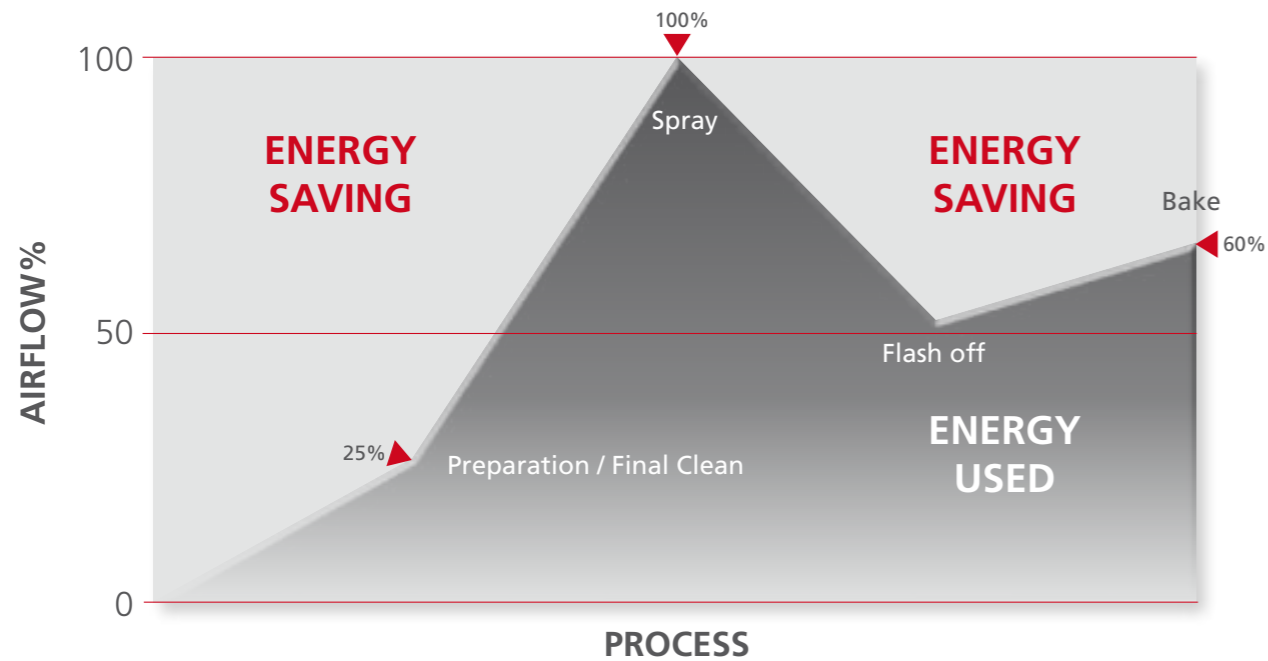 100%
100
Spray
ENERGY
SAVING
ENERGY
SAVING
Bake
60%
AIRFLOW%
50
Flash off
25%
Preparation / Final Clean
ENERGY
USED
0
PROCESS